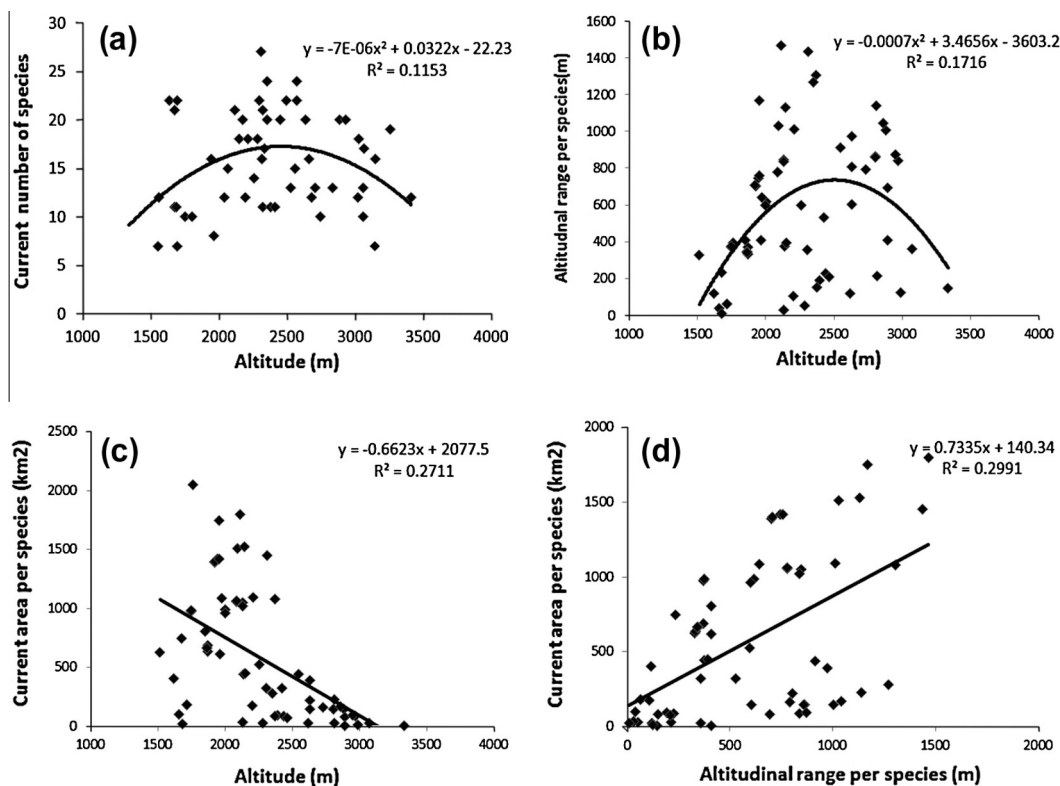 (a)
y = -7E-06x² + 0.0322x - 22.23
R² = 0.1153
Current number of species
30
25
20
15
10
5
0
1000 1500 2000 2500 3000 3500 4000
Altitude (m)
(b)
y = -0.0007x² + 3.4656x - 3603.2
R² = 0.1716
Altitudnal range per species(m)
1600
1400
1200
1000
800
600
400
200
0
1000 1500 2000 2500 3000 3500 4000
Altitude (m)
(c)
y = -0.6623x + 2077.5
R² = 0.2711
Current area per species (km2)
2500
2000
1500
1000
500
0
1000 1500 2000 2500 3000 3500 4000
Altitude (m)
(d)
y = 0.7335x + 140.34
R² = 0.2991
Current area per species (km2)
2000
1500
1000
500
0
0 500 1000 1500 2000
Altitudinal range per species (m)